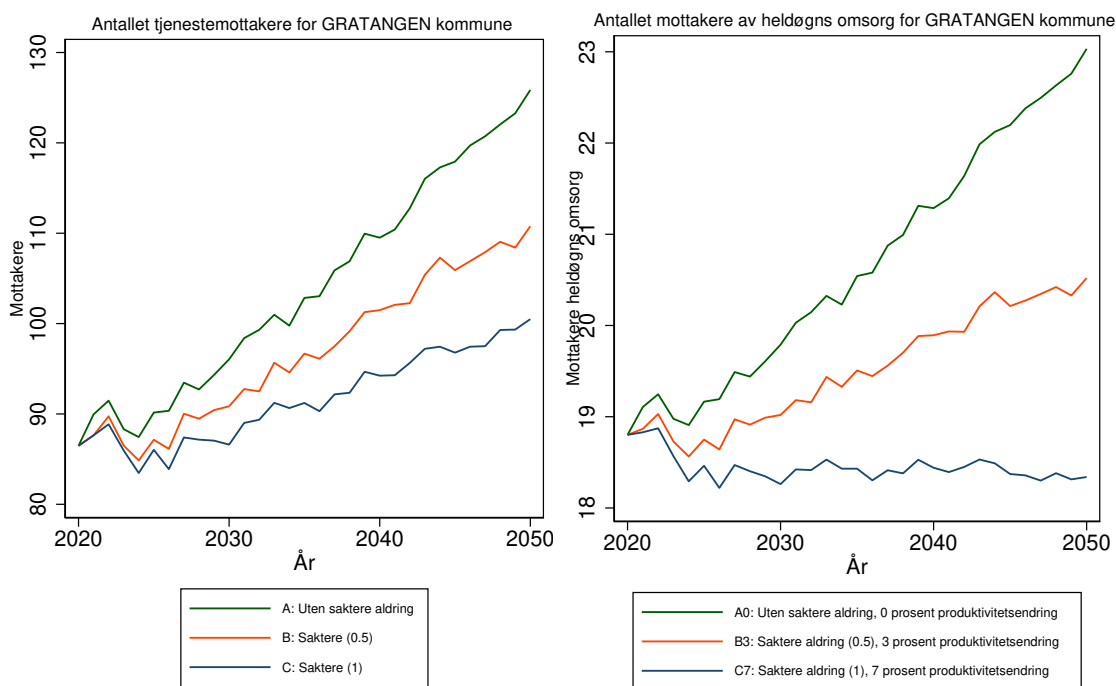 Antallet tjenestemottakere for GRATANGEN kommune
130
120
110
100
90
80
Mottakere
2020
2030
2040
2050
År
A: Uten saktere aldring
B: Saktere (0.5)
C: Saktere (1)
Antallet mottakere av heldøgns omsorg for GRATANGEN kommune
23
22
21
20
19
18
Mottakere heldøgns omsorg
2020
2030
2040
2050
År
A0: Uten saktere aldring, 0 prosent produktivitetsendring
B3: Saktere aldring (0.5), 3 prosent produktivitetsendring
C7: Saktere aldring (1), 7 prosent produktivitetsendring